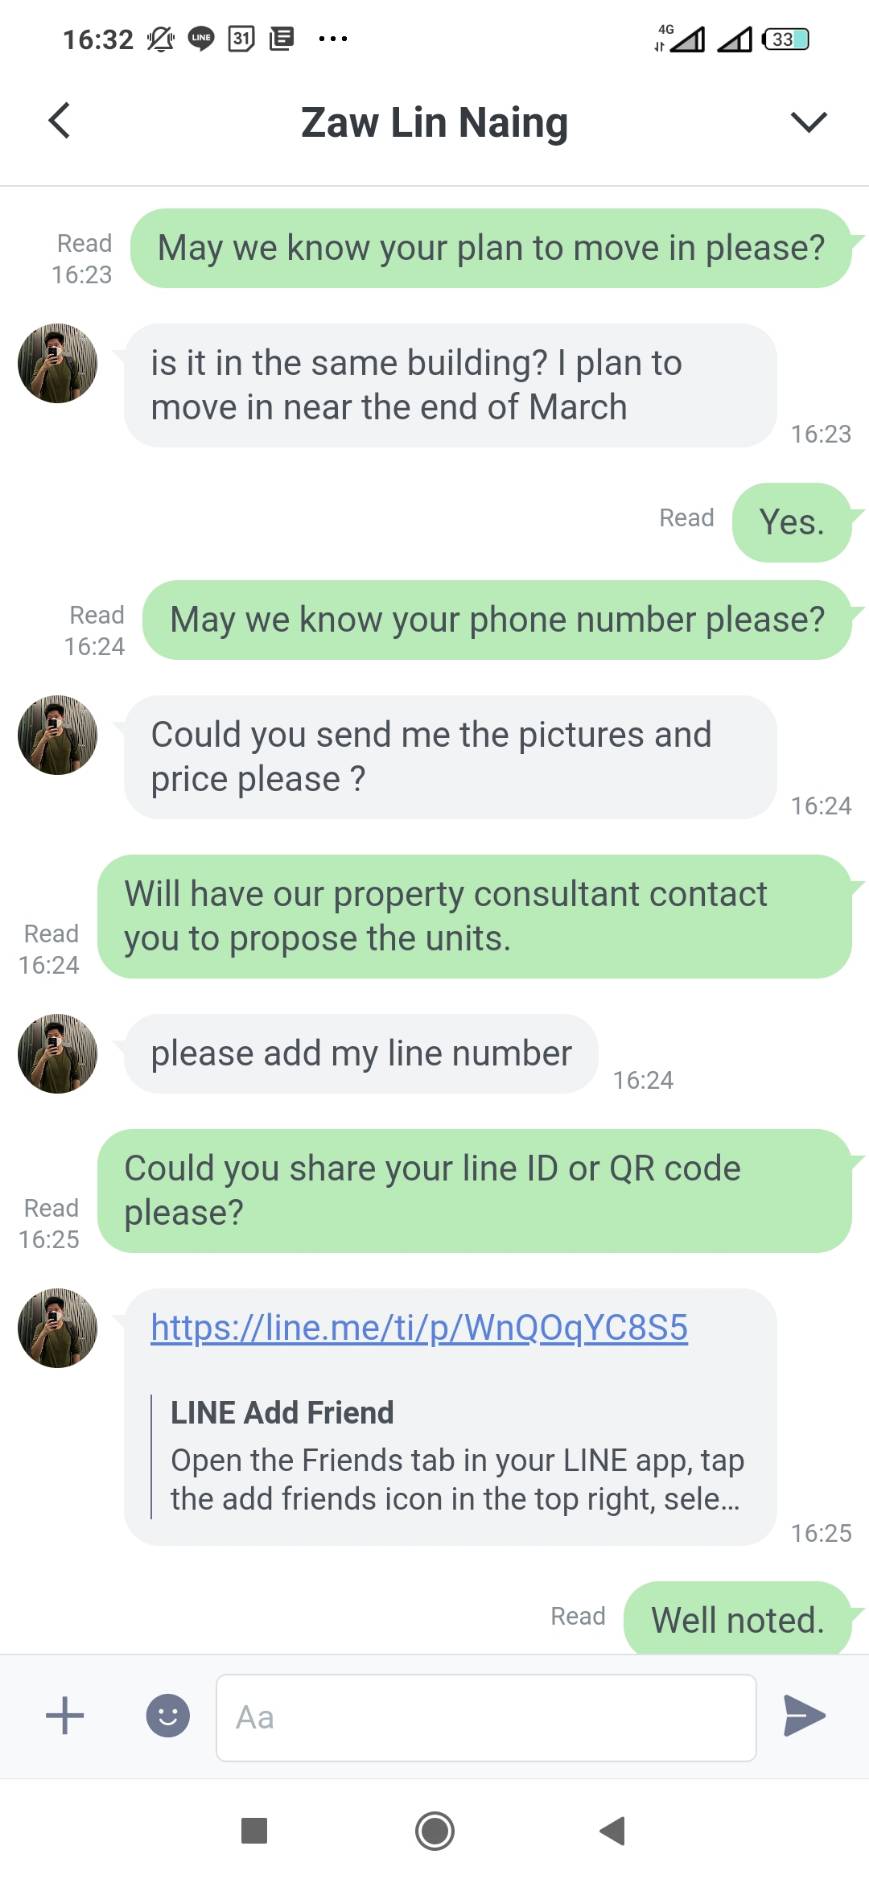 16:32 LINE 31 4G 33
Zaw Lin Naing
Read
16:23
May we know your plan to move in please?
is it in the same building? I plan to
move in near the end of March
16:23
Read
Yes.
Read
16:24
May we know your phone number please?
Could you send me the pictures and
price please ?
16:24
Read
16:24
Will have our property consultant contact
you to propose the units.
please add my line number
16:24
Read
16:25
Could you share your line ID or QR code
please?
https://line.me/ti/p/WnQOqYC8S5
LINE Add Friend
Open the Friends tab in your LINE app, tap
the add friends icon in the top right, sele...
16:25
Read
Well noted.
Aa